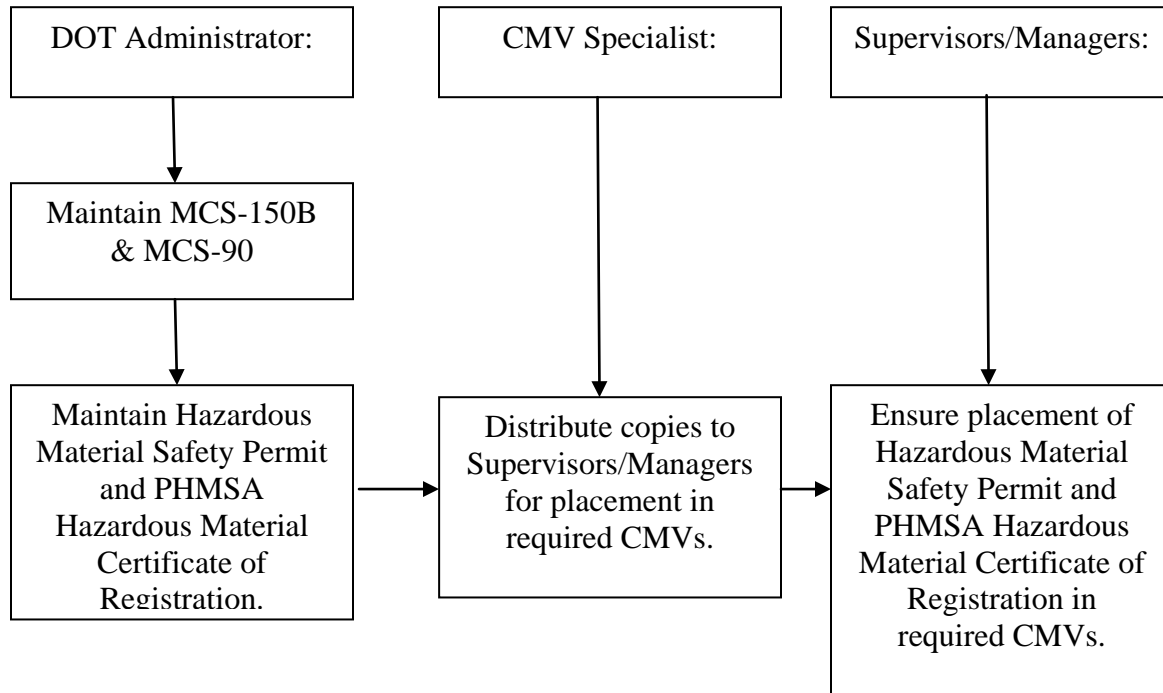 DOT Administrator:
CMV Specialist:
Supervisors/Managers:
Maintain MCS-150B
& MCS-90
Maintain Hazardous
Material Safety Permit
and PHMSA
Hazardous Material
Certificate of
Registration.
Distribute copies to
Supervisors/Managers
for placement in
required CMVs.
Ensure placement of
Hazardous Material
Safety Permit and
PHMSA Hazardous
Material Certificate of
Registration in
required CMVs.